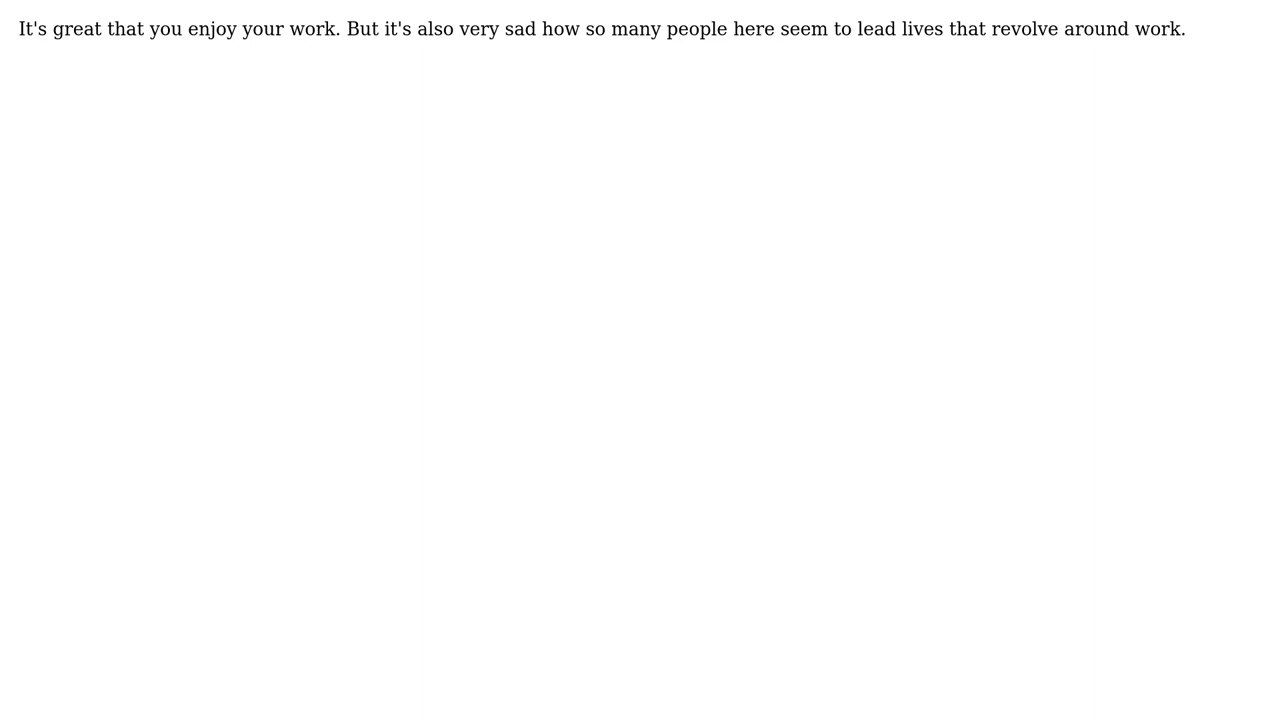 It's great that you enjoy your work. But it's also very sad how so many people here seem to lead lives that revolve around work.